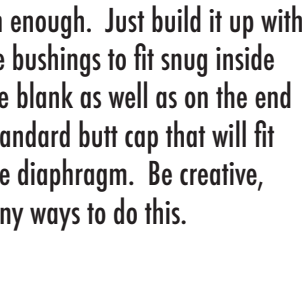 enough. Just build it up with
bushings to fit snug inside
blank as well as on the end
andard butt cap that will fit
diaphragm. Be creative,
ny ways to do this.